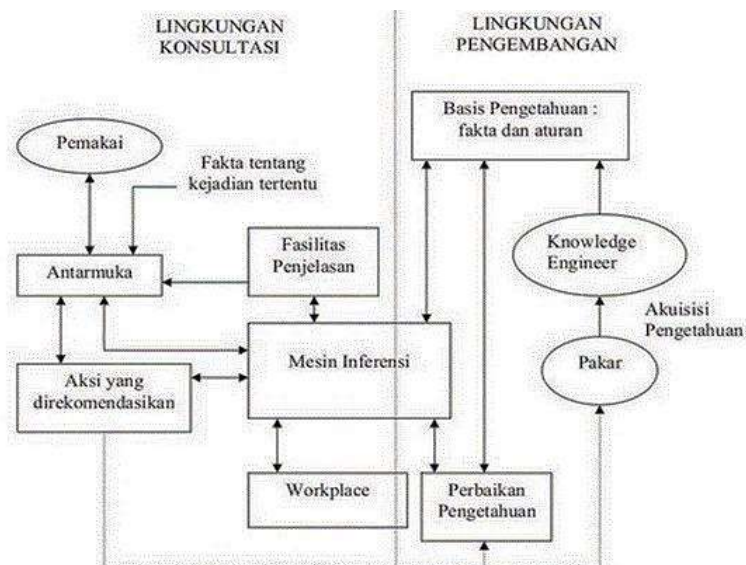 LINGKUNGAN
KONSULTASI
LINGKUNGAN
PENGEMBANGAN
Basis Pengetahuan :
fakta dan aturan
Pemakai
Fakta tentang
kejadian tertentu
Fasilitas
Penjelasan
Knowledge
Engineer
Antarmuka
Akuisisi
Pengetahuan
Mesin Inferensi
Pakar
Aksi yang
direkomendasikan
Workplace
Perbaikan
Pengetahuan